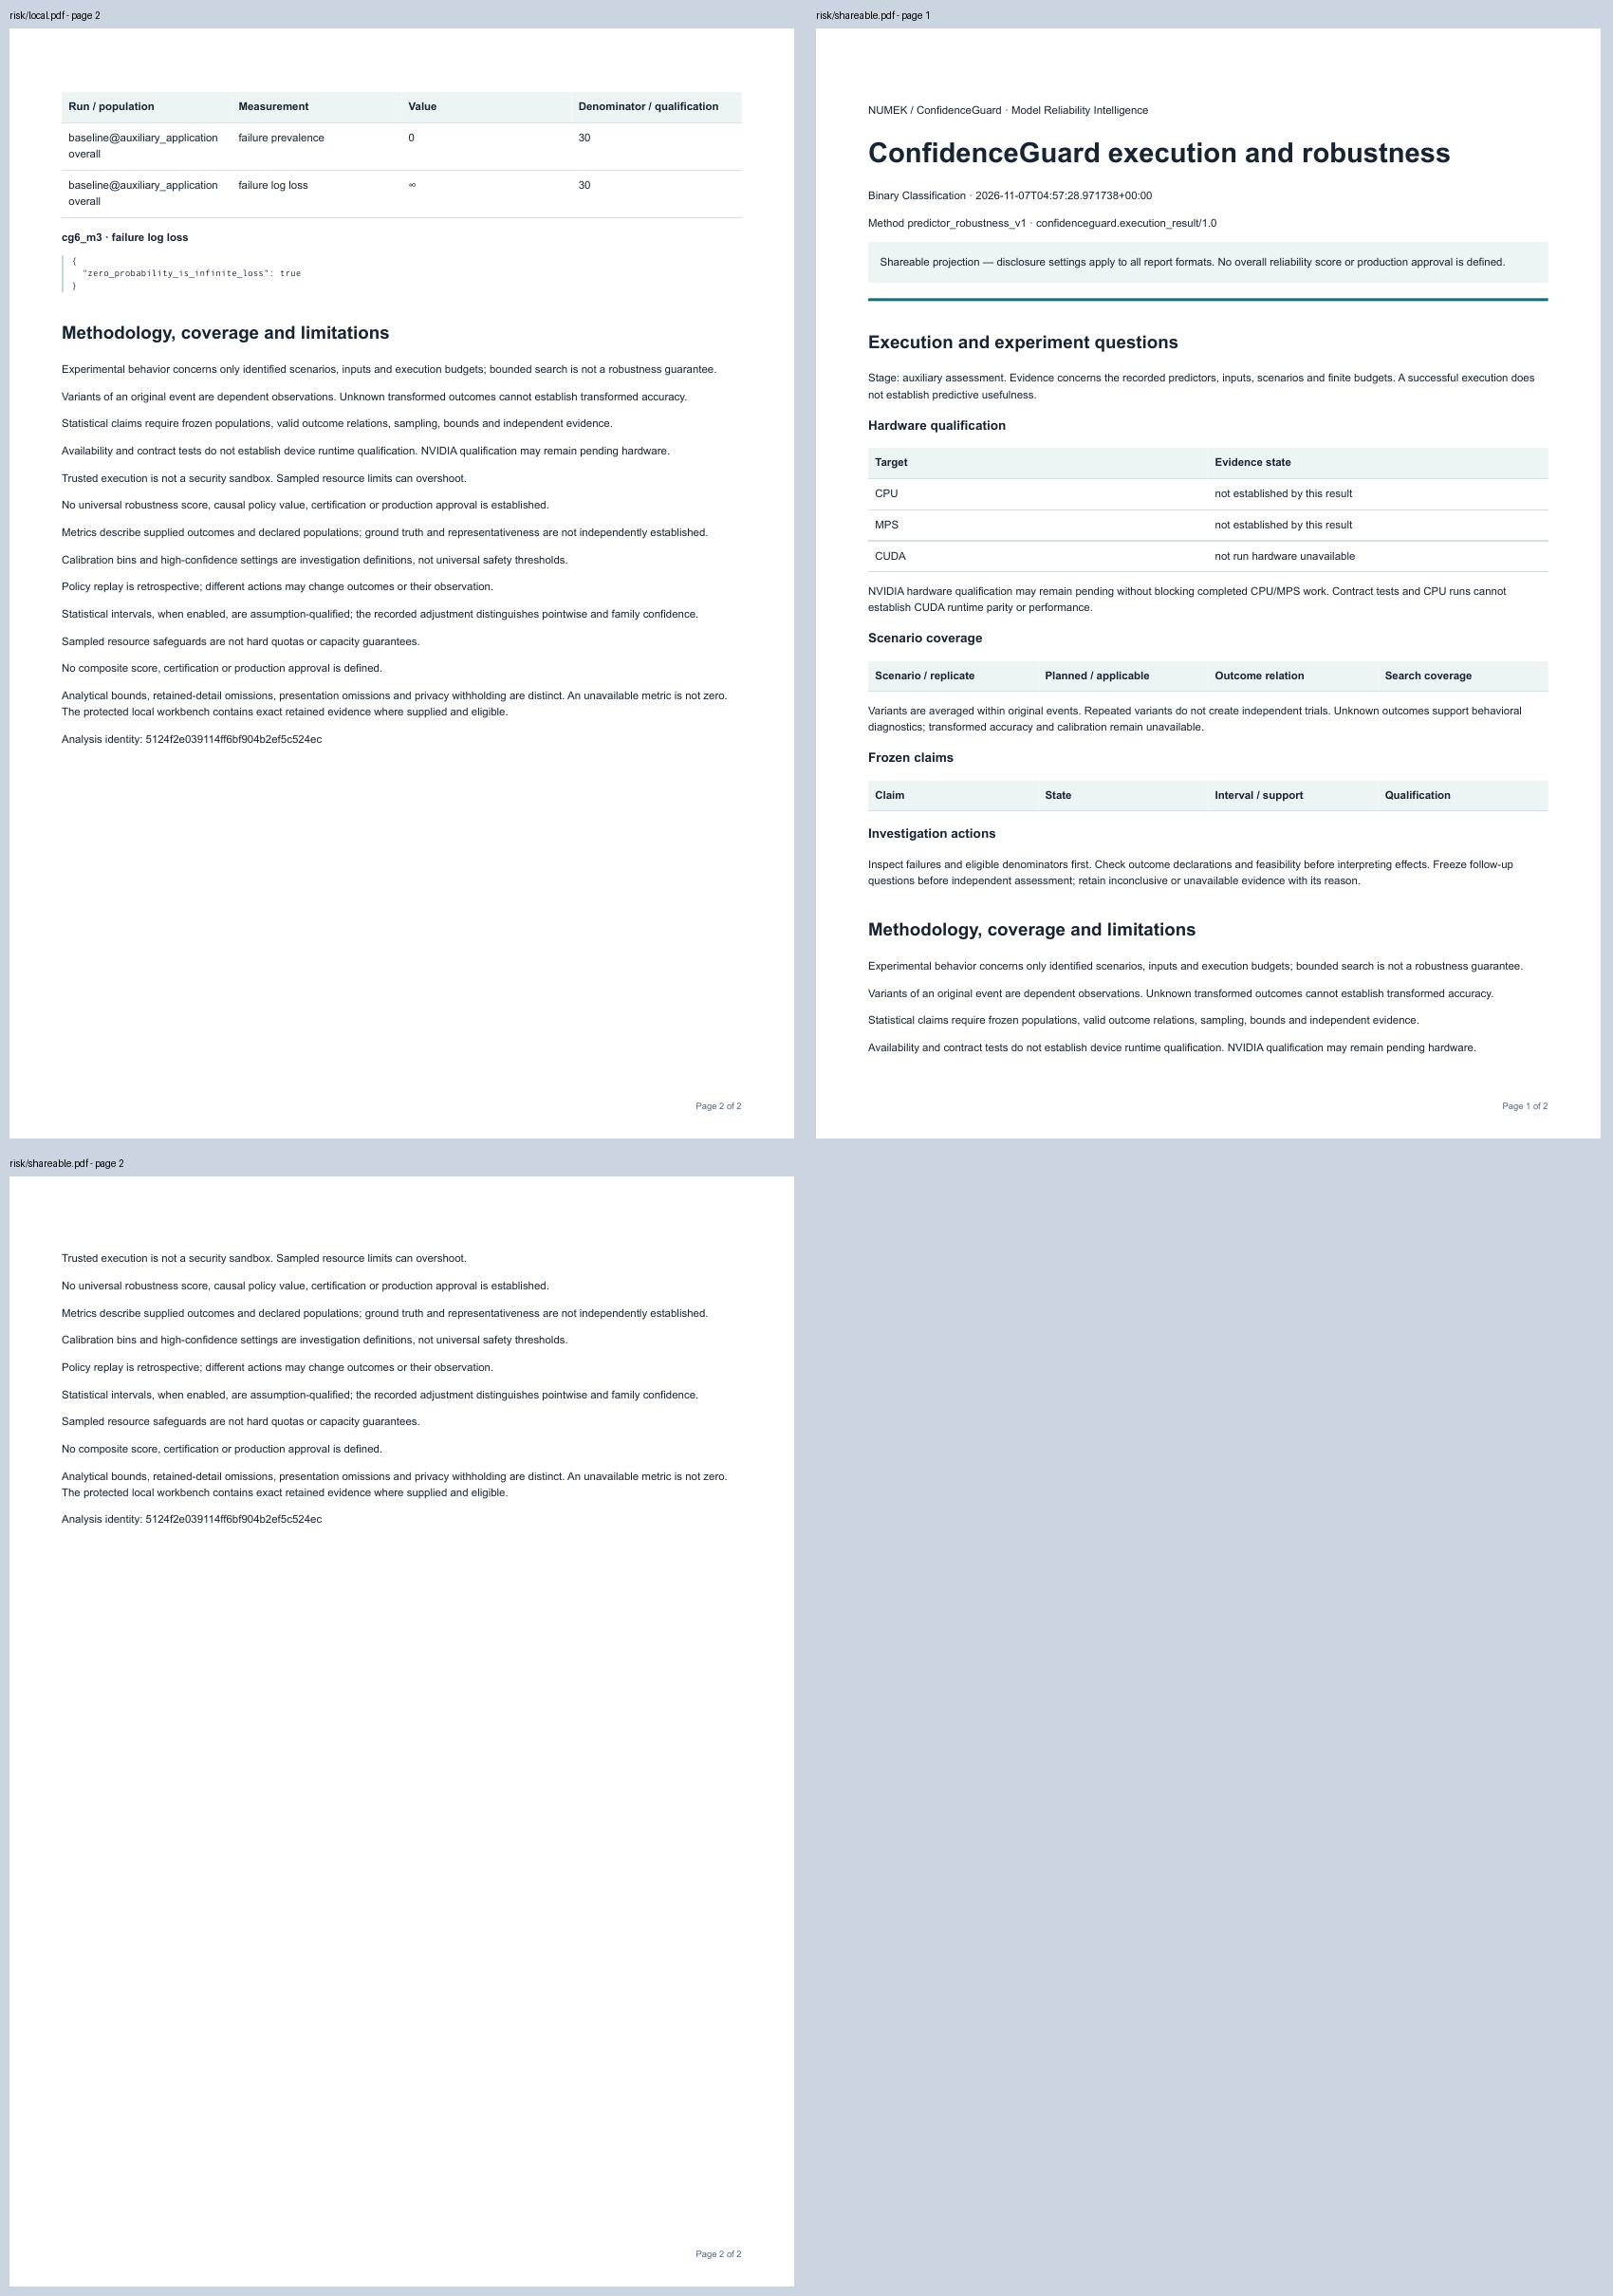 risk/local.pdf - page 2
Run / population Measurement Value Denominator / qualification
baseline@auxiliary_application failure prevalence 0 30
overall
baseline@auxiliary_application failure log loss ∞ 30
overall
cg6_m3 · failure log loss
{
"zero_probability_is_infinite_loss": true
}
Methodology, coverage and limitations
Experimental behavior concerns only identified scenarios, inputs and execution budgets; bounded search is not a robustness guarantee.
Variants of an original event are dependent observations. Unknown transformed outcomes cannot establish transformed accuracy.
Statistical claims require frozen populations, valid outcome relations, sampling, bounds and independent evidence.
Availability and contract tests do not establish device runtime qualification. NVIDIA qualification may remain pending hardware.
Trusted execution is not a security sandbox. Sampled resource limits can overshoot.
No universal robustness score, causal policy value, certification or production approval is established.
Metrics describe supplied outcomes and declared populations; ground truth and representativeness are not independently established.
Calibration bins and high-confidence settings are investigation definitions, not universal safety thresholds.
Policy replay is retrospective; different actions may change outcomes or their observation.
Statistical intervals, when enabled, are assumption-qualified; the recorded adjustment distinguishes pointwise and family confidence.
Sampled resource safeguards are not hard quotas or capacity guarantees.
No composite score, certification or production approval is defined.
Analytical bounds, retained-detail omissions, presentation omissions and privacy withholding are distinct. An unavailable metric is not zero.
The protected local workbench contains exact retained evidence where supplied and eligible.
Analysis identity: 5124f2e039114ff6bf904b2ef5c524ec
Page 2 of 2
risk/shareable.pdf - page 1
NUMEK / ConfidenceGuard · Model Reliability Intelligence
ConfidenceGuard execution and robustness
Binary Classification · 2026-11-07T04:57:28.971738+00:00
Method predictor_robustness_v1 · confidenceguard.execution_result/1.0
Shareable projection — disclosure settings apply to all report formats. No overall reliability score or production approval is defined.
Execution and experiment questions
Stage: auxiliary assessment. Evidence concerns the recorded predictors, inputs, scenarios and finite budgets. A successful execution does
not establish predictive usefulness.
Hardware qualification
Target Evidence state
CPU not established by this result
MPS not established by this result
CUDA not run hardware unavailable
NVIDIA hardware qualification may remain pending without blocking completed CPU/MPS work. Contract tests and CPU runs cannot
establish CUDA runtime parity or performance.
Scenario coverage
Scenario / replicate Planned / applicable Outcome relation Search coverage
Variants are averaged within original events. Repeated variants do not create independent trials. Unknown outcomes support behavioral
diagnostics; transformed accuracy and calibration remain unavailable.
Frozen claims
Claim State Interval / support Qualification
Investigation actions
Inspect failures and eligible denominators first. Check outcome declarations and feasibility before interpreting effects. Freeze follow-up
questions before independent assessment; retain inconclusive or unavailable evidence with its reason.
Methodology, coverage and limitations
Experimental behavior concerns only identified scenarios, inputs and execution budgets; bounded search is not a robustness guarantee.
Variants of an original event are dependent observations. Unknown transformed outcomes cannot establish transformed accuracy.
Statistical claims require frozen populations, valid outcome relations, sampling, bounds and independent evidence.
Availability and contract tests do not establish device runtime qualification. NVIDIA qualification may remain pending hardware.
Page 1 of 2
risk/shareable.pdf - page 2
Trusted execution is not a security sandbox. Sampled resource limits can overshoot.
No universal robustness score, causal policy value, certification or production approval is established.
Metrics describe supplied outcomes and declared populations; ground truth and representativeness are not independently established.
Calibration bins and high-confidence settings are investigation definitions, not universal safety thresholds.
Policy replay is retrospective; different actions may change outcomes or their observation.
Statistical intervals, when enabled, are assumption-qualified; the recorded adjustment distinguishes pointwise and family confidence.
Sampled resource safeguards are not hard quotas or capacity guarantees.
No composite score, certification or production approval is defined.
Analytical bounds, retained-detail omissions, presentation omissions and privacy withholding are distinct. An unavailable metric is not zero.
The protected local workbench contains exact retained evidence where supplied and eligible.
Analysis identity: 5124f2e039114ff6bf904b2ef5c524ec
Page 2 of 2